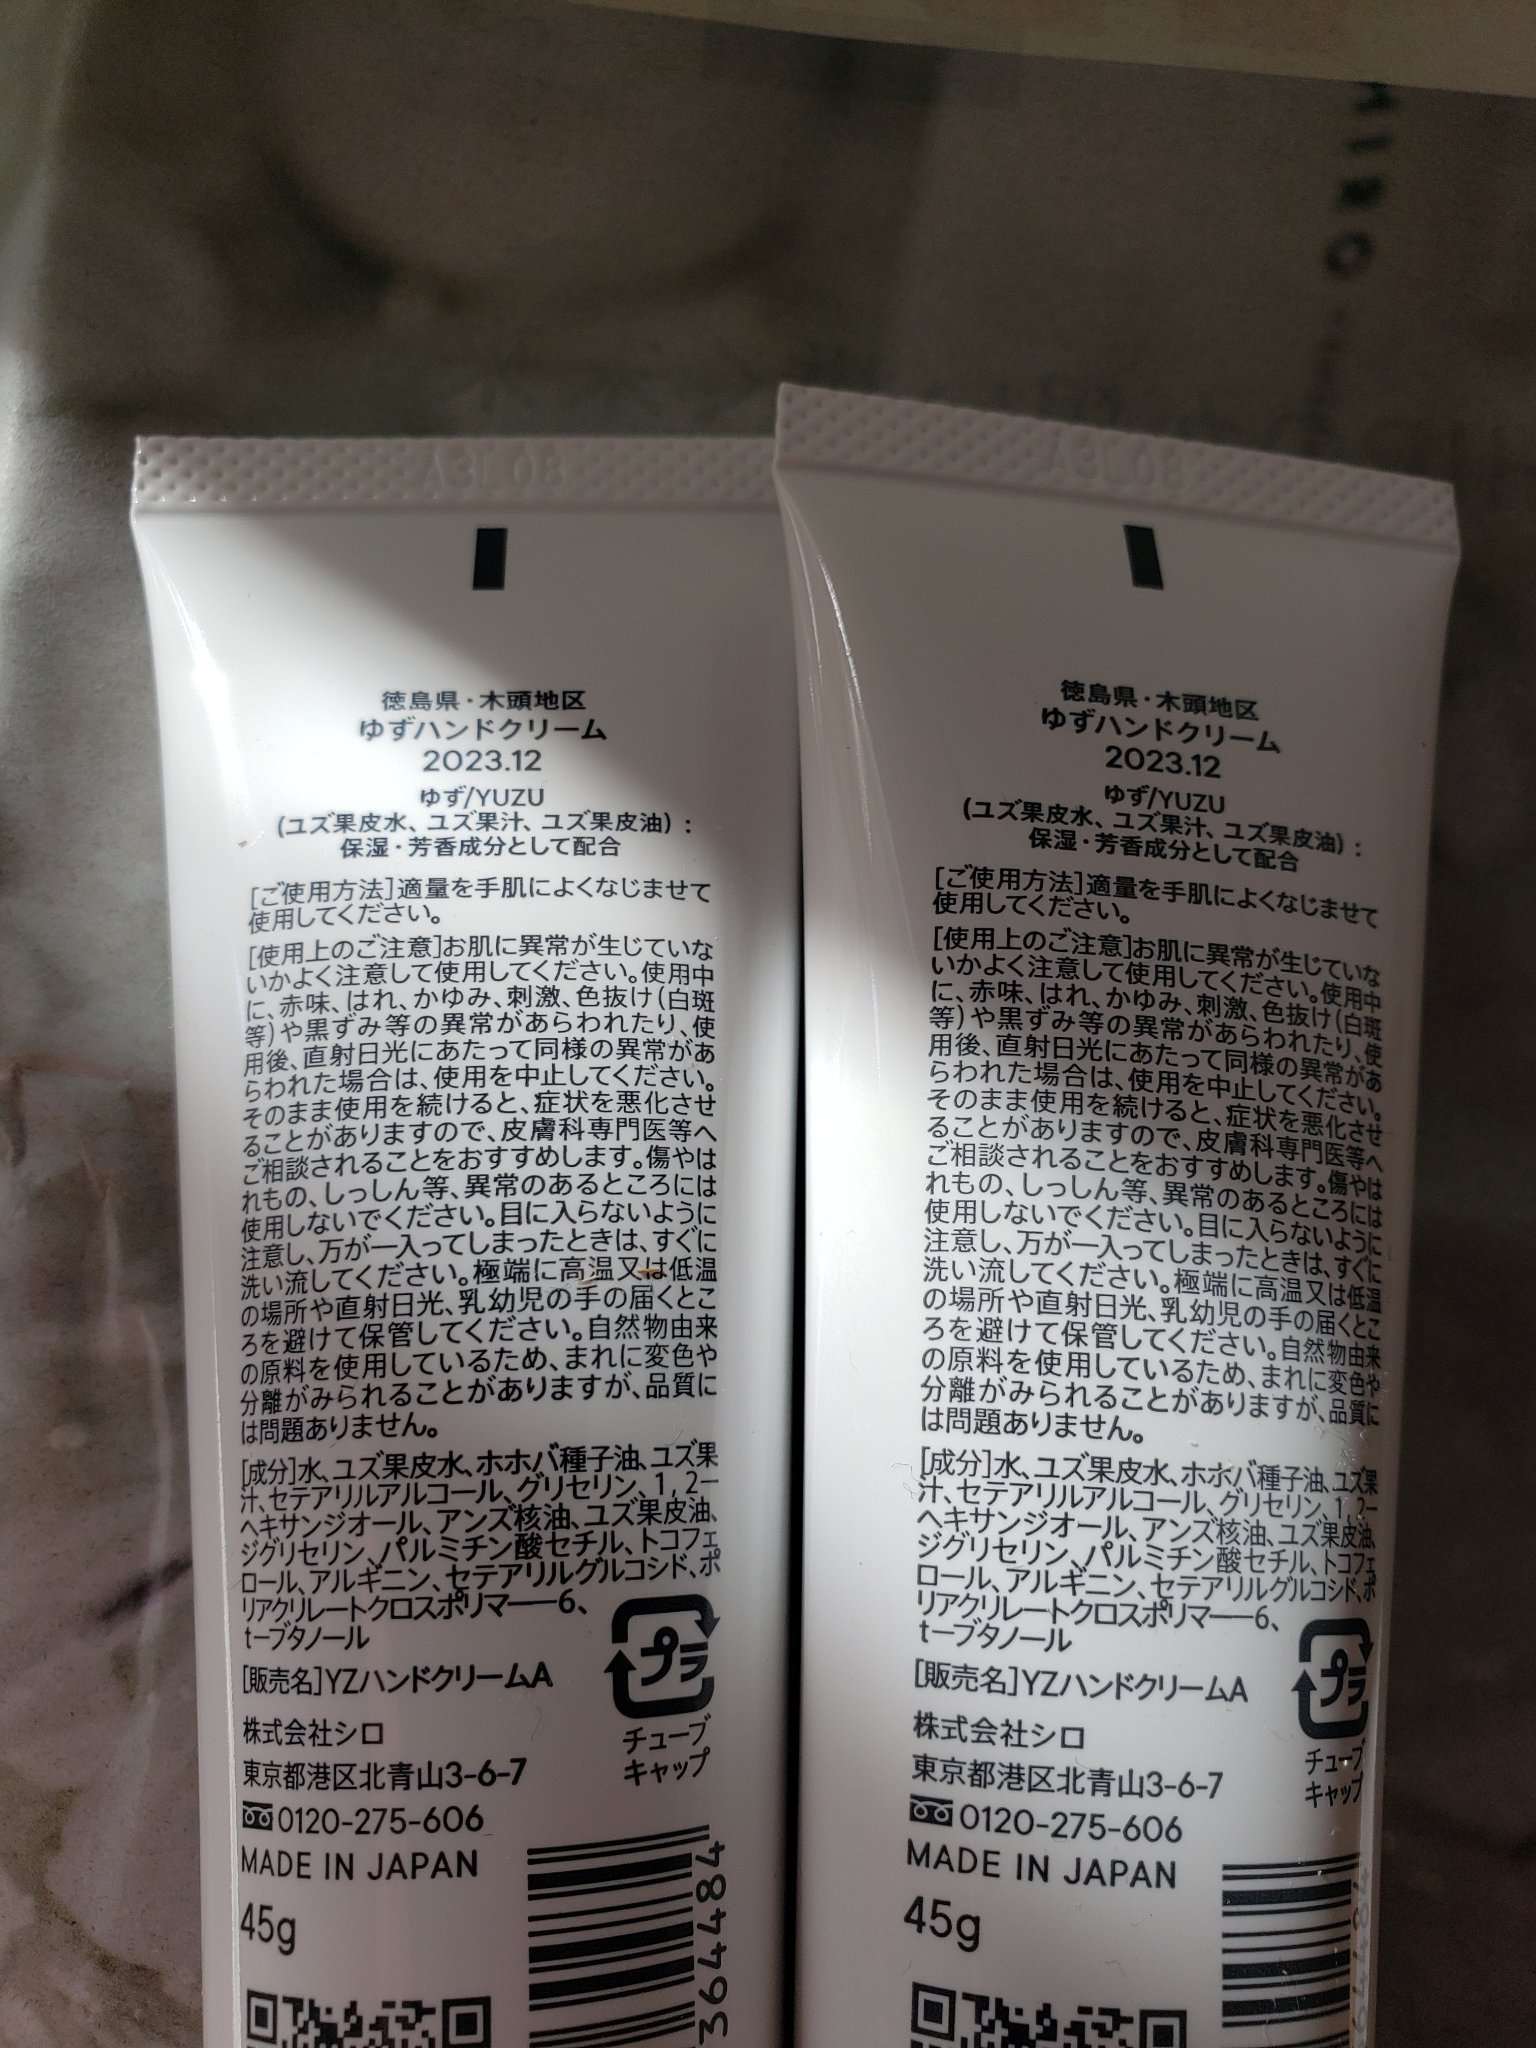 徳島県・木頭地区
ゆずハンドクリーム
2023.12
ゆず/YUZU
(ユズ果皮水、ユズ果汁、ユズ果皮油）：
保湿・芳香成分として配合
[ご使用方法]適量を手肌によくなじませて
使用してください。
[使用上のご注意]お肌に異常が生じていな
いかよく注意して使用してください。使用中
に、赤味、はれ、かゆみ、刺激、色抜け（白斑
等）や黒ずみ等の異常があらわれたり、使
用後、直射日光にあたって同様の異常があ
らわれた場合は、使用を中止してください。
そのまま使用を続けると、症状を悪化させ
ることがありますので、皮膚科専門医等へ
ご相談されることをおすすめします。傷やは
れもの、しっしん等、異常のあるところには
使用しないでください。目に入らないように
注意し、万が一入ってしまったときは、すぐに
洗い流してください。極端に高温又は低温
の場所や直射日光、乳幼児の手の届くとこ
ろを避けて保管してください。自然物由来
の原料を使用しているため、まれに変色や
分離がみられることがありますが、品質に
は問題ありません。
[成分]水、ユズ果皮水、ホホバ種子油、ユズ果
汁、セテアリルアルコール、グリセリン、1,2−
ヘキサンジオール、アンズ核油、ユズ果皮油、
ジグリセリン、パルミチン酸セチル、トコフェ
ロール、アルギニン、セテアリルグルコシド、ポ
リアクリレートクロスポリマー−6、
t−ブタノール
[販売名]YZハンドクリームA
プラ
チューブ
キャップ
株式会社シロ
東京都港区北青山3-6-7
0120-275-606
MADE IN JAPAN
45g
364484
徳島県・木頭地区
ゆずハンドクリーム
2023.12
ゆず/YUZU
(ユズ果皮水、ユズ果汁、ユズ果皮油）：
保湿・芳香成分として配合
[ご使用方法]適量を手肌によくなじませて
使用してください。
[使用上のご注意]お肌に異常が生じていな
いかよく注意して使用してください。使用中
に、赤味、はれ、かゆみ、刺激、色抜け（白斑
等）や黒ずみ等の異常があらわれたり、使
用後、直射日光にあたって同様の異常があ
らわれた場合は、使用を中止してください。
そのまま使用を続けると、症状を悪化させ
ることがありますので、皮膚科専門医等へ
ご相談されることをおすすめします。傷やは
れもの、しっしん等、異常のあるところには
使用しないでください。目に入らないように
注意し、万が一入ってしまったときは、すぐに
洗い流してください。極端に高温又は低温
の場所や直射日光、乳幼児の手の届くとこ
ろを避けて保管してください。自然物由来
の原料を使用しているため、まれに変色や
分離がみられることがありますが、品質に
は問題ありません。
[成分]水、ユズ果皮水、ホホバ種子油、ユズ果
汁、セテアリルアルコール、グリセリン、1,2−
ヘキサンジオール、アンズ核油、ユズ果皮油、
ジグリセリン、パルミチン酸セチル、トコフェ
ロール、アルギニン、セテアリルグルコシド、ポ
リアクリレートクロスポリマー−6、
t−ブタノール
[販売名]YZハンドクリームA
プラ
チューブ
キャップ
株式会社シロ
東京都港区北青山3-6-7
0120-275-606
MADE IN JAPAN
45g